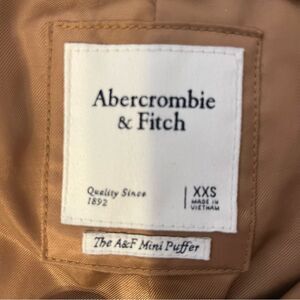 Abercrombie
& Fitch
Quality Since
1892
XXS
MADE IN
VIETNAM
The A&F Mini Puffer